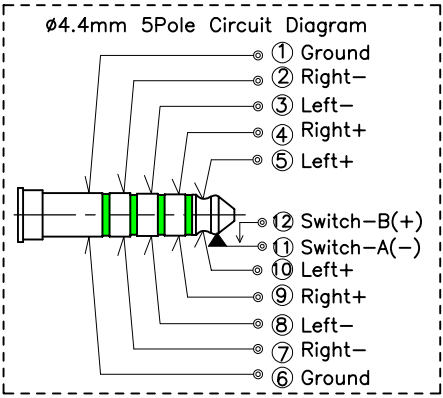 ø4.4mm 5Pole Circuit Diagram
① Ground
② Right-
③ Left-
④ Right+
⑤ Left+
⑫ Switch-B(+)
⑪ Switch-A(-)
⑩ Left+
⑨ Right+
⑧ Left-
⑦ Right-
⑥ Ground